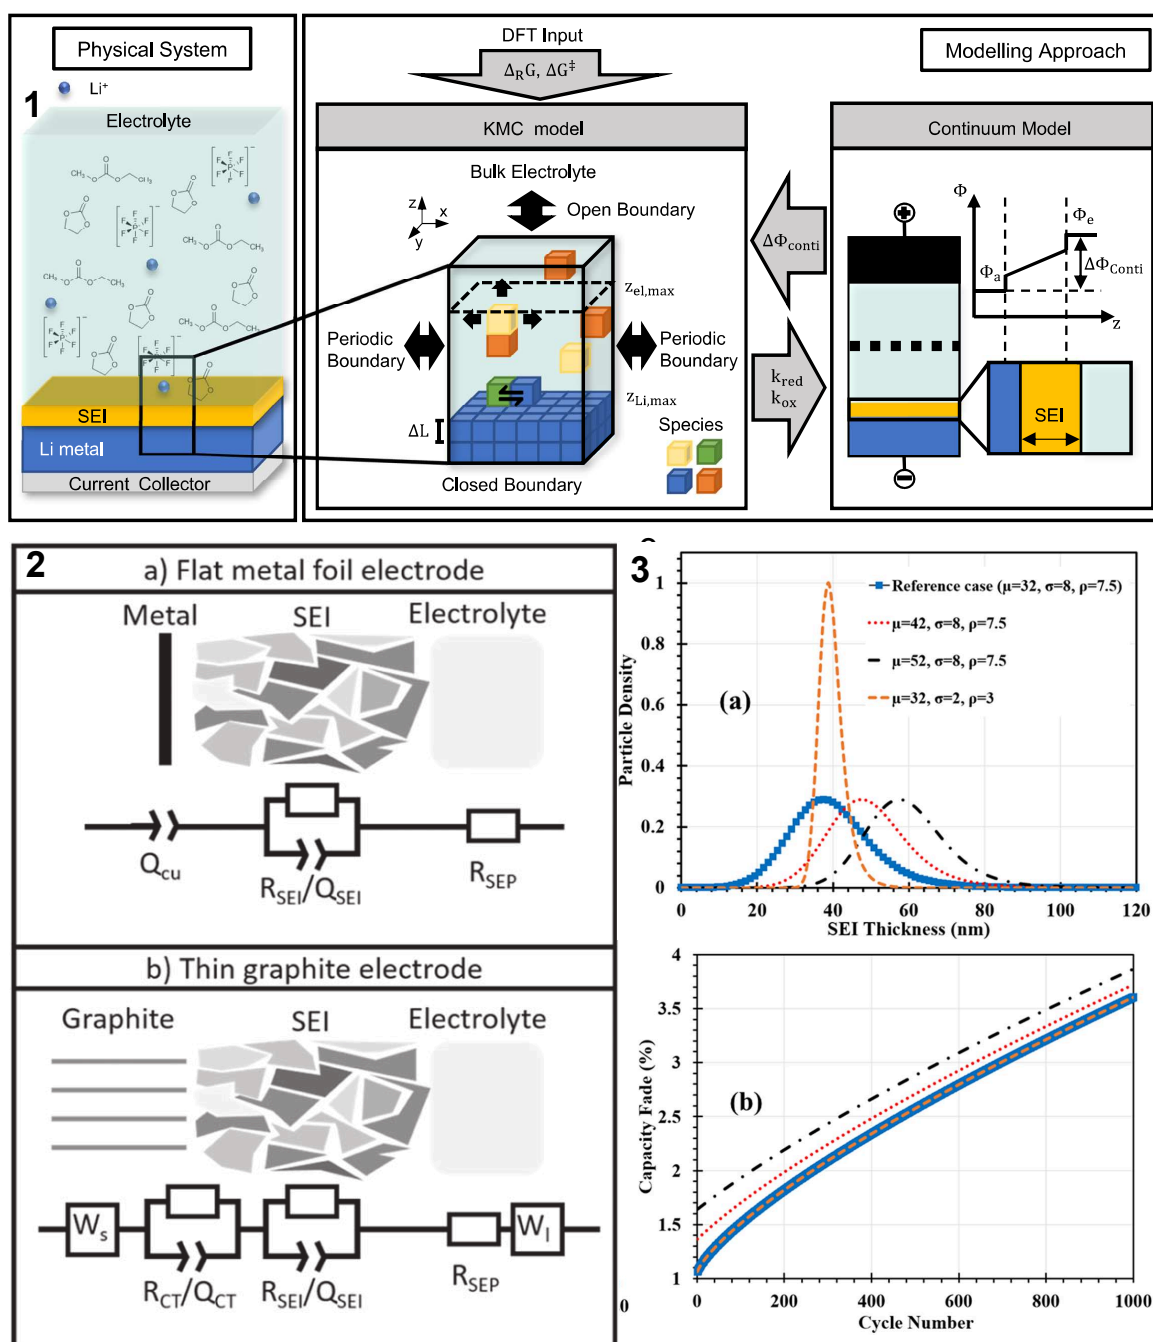 Physical System
1
Li⁺
Electrolyte
SEI
Li metal
Current Collector
DFT Input
Δ_RG, ΔG‡
Modelling Approach
KMC model
Bulk Electrolyte
Open Boundary
z
x
y
z_el,max
Periodic
Boundary
Periodic
Boundary
z_Li,max
ΔL
Species
Closed Boundary
ΔΦ_conti
k_red
k_ox
Continuum Model
Φ
Φ_e
Φ_a
ΔΦ_Conti
z
SEI
2
a) Flat metal foil electrode
Metal
SEI
Electrolyte
Q_cu
R_SEI/Q_SEI
R_SEP
b) Thin graphite electrode
Graphite
SEI
Electrolyte
W_s
W_l
R_CT/Q_CT
R_SEI/Q_SEI
R_SEP
3
1
0.8
0.6
0.4
0.2
0
Particle Density
(a)
Reference case (μ=32, σ=8, ρ=7.5)
μ=42, σ=8, ρ=7.5
μ=52, σ=8, ρ=7.5
μ=32, σ=2, ρ=3
0 20 40 60 80 100 120
SEI Thickness (nm)
4
3.5
3
2.5
2
1.5
1
Capacity Fade (%)
(b)
0
0 200 400 600 800 1000
Cycle Number